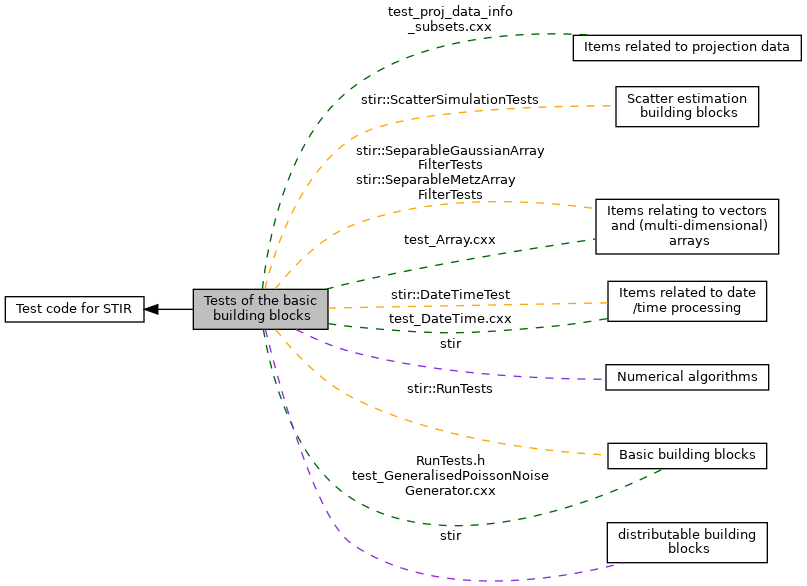 test_proj_data_info
_subsets.cxx
Items related to projection data
stir::ScatterSimulationTests
Scatter estimation
building blocks
stir::SeparableGaussianArray
FilterTests
stir::SeparableMetzArray
FilterTests
Items relating to vectors
and (multi-dimensional)
arrays
test_Array.cxx
Test code for STIR
Tests of the basic
building blocks
stir::DateTimeTest
test_DateTime.cxx
Items related to date
/time processing
stir
Numerical algorithms
stir::RunTests
Basic building blocks
RunTests.h
test_GeneralisedPoissonNoise
Generator.cxx
stir
distributable building
blocks